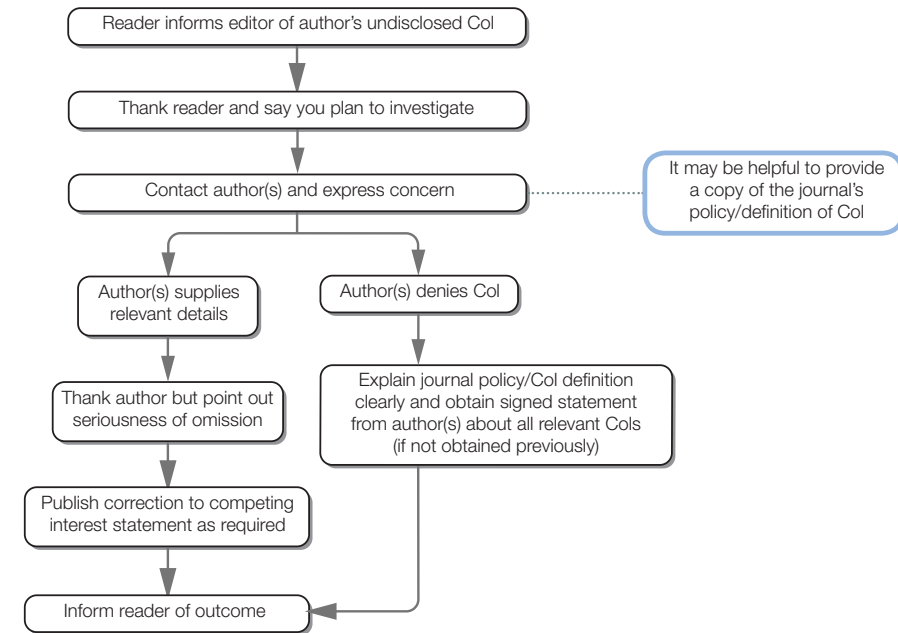 Reader informs editor of author's undisclosed CoI
Thank reader and say you plan to investigate
Contact author(s) and express concern
It may be helpful to provide
a copy of the journal's
policy/definition of CoI
Author(s) supplies
relevant details
Author(s) denies CoI
Thank author but point out
seriousness of omission
Explain journal policy/CoI definition
clearly and obtain signed statement
from author(s) about all relevant CoIs
(if not obtained previously)
Publish correction to competing
interest statement as required
Inform reader of outcome